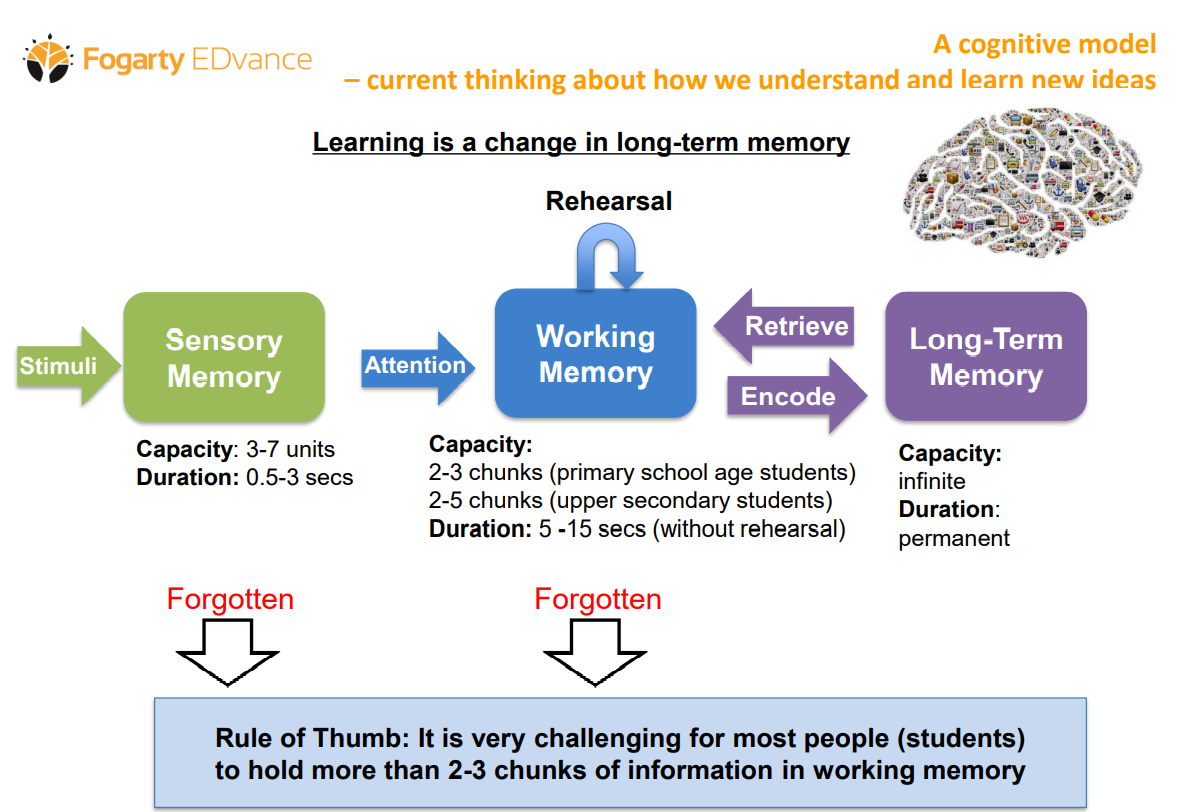 Fogarty EDvance
A cognitive model
– current thinking about how we understand and learn new ideas
Learning is a change in long-term memory
Rehearsal
Stimuli
Sensory
Memory
Attention
Working
Memory
Retrieve
Encode
Long-Term
Memory
Capacity: 3-7 units
Duration: 0.5-3 secs
Capacity:
2-3 chunks (primary school age students)
2-5 chunks (upper secondary students)
Duration: 5 -15 secs (without rehearsal)
Capacity:
infinite
Duration:
permanent
Forgotten
Forgotten
Rule of Thumb: It is very challenging for most people (students)
to hold more than 2-3 chunks of information in working memory